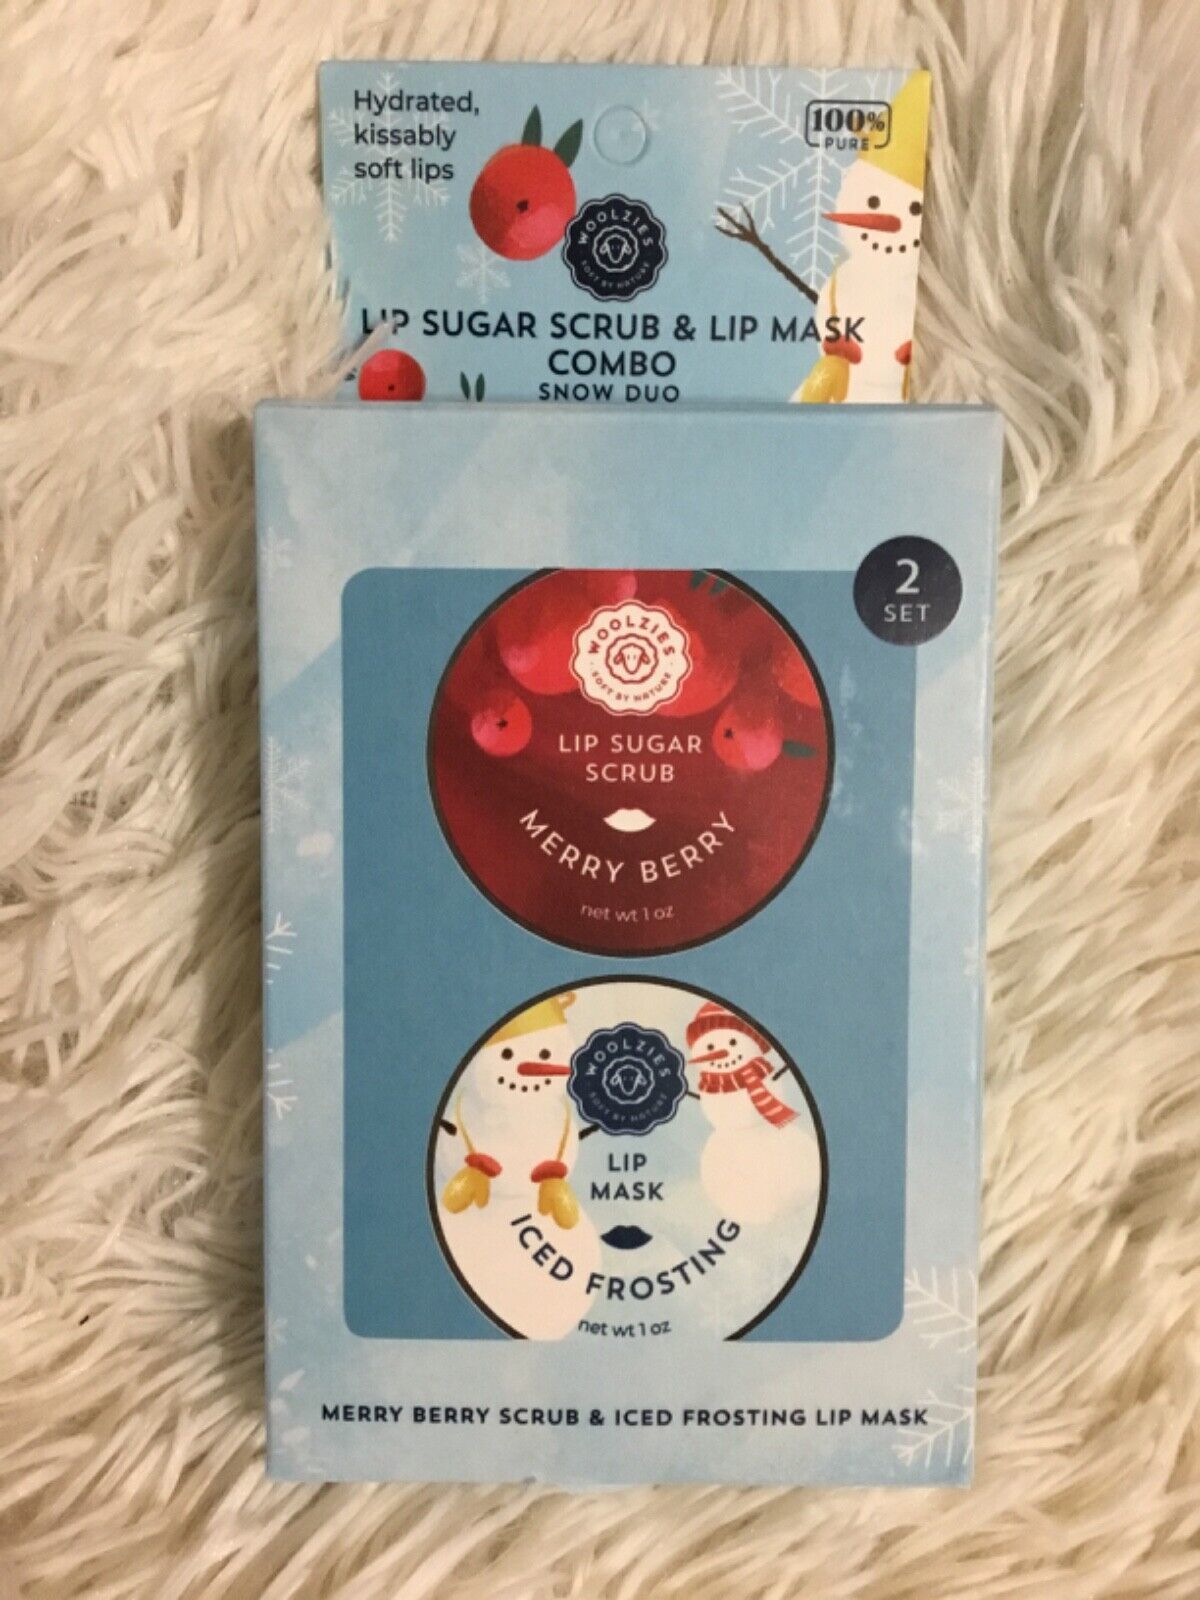 Hydrated,
kissably
soft lips
100%
PURE
WOOLZIES
SOFT BY NATURE
LIP SUGAR SCRUB & LIP MASK
COMBO
SNOW DUO
2
SET
WOOLZIES
SOFT BY NATURE
LIP SUGAR
SCRUB
MERRY BERRY
net wt 1 oz
WOOLZIES
SOFT BY NATURE
LIP
MASK
ICED FROSTING
net wt 1 oz
MERRY BERRY SCRUB & ICED FROSTING LIP MASK